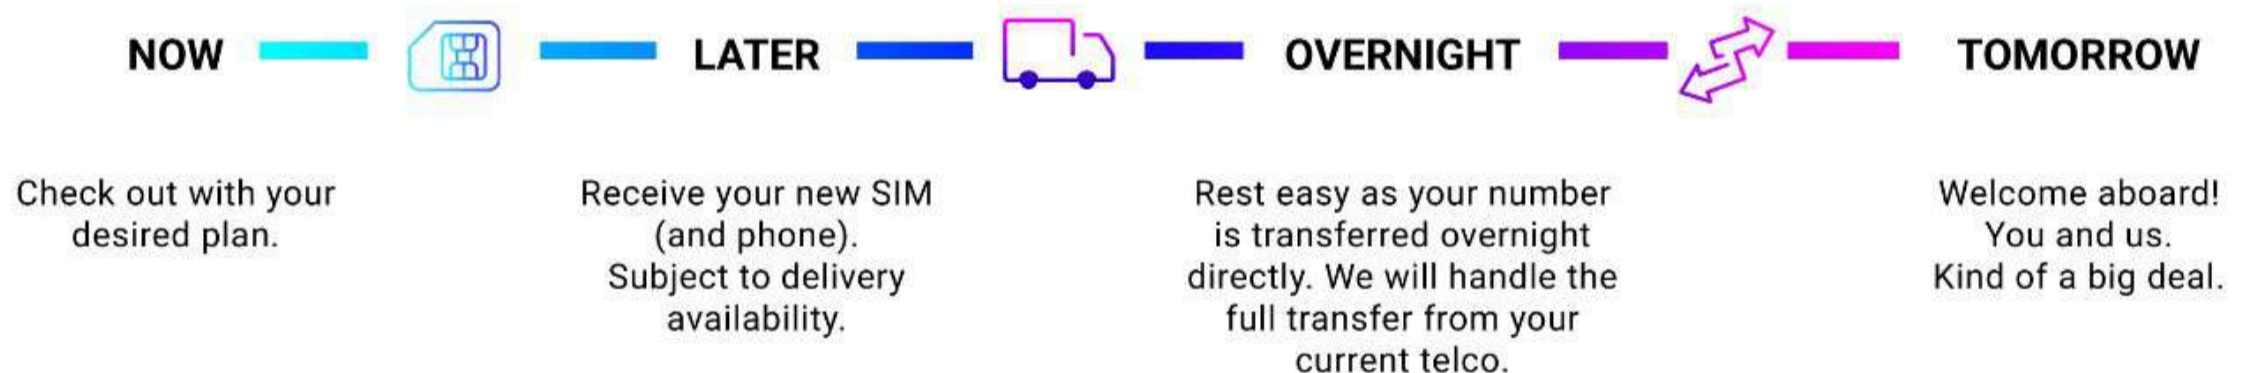 NOW
LATER
OVERNIGHT
TOMORROW
Check out with your
desired plan.
Receive your new SIM
(and phone).
Subject to delivery
availability.
Rest easy as your number
is transferred overnight
directly. We will handle the
full transfer from your
current telco.
Welcome aboard!
You and us.
Kind of a big deal.